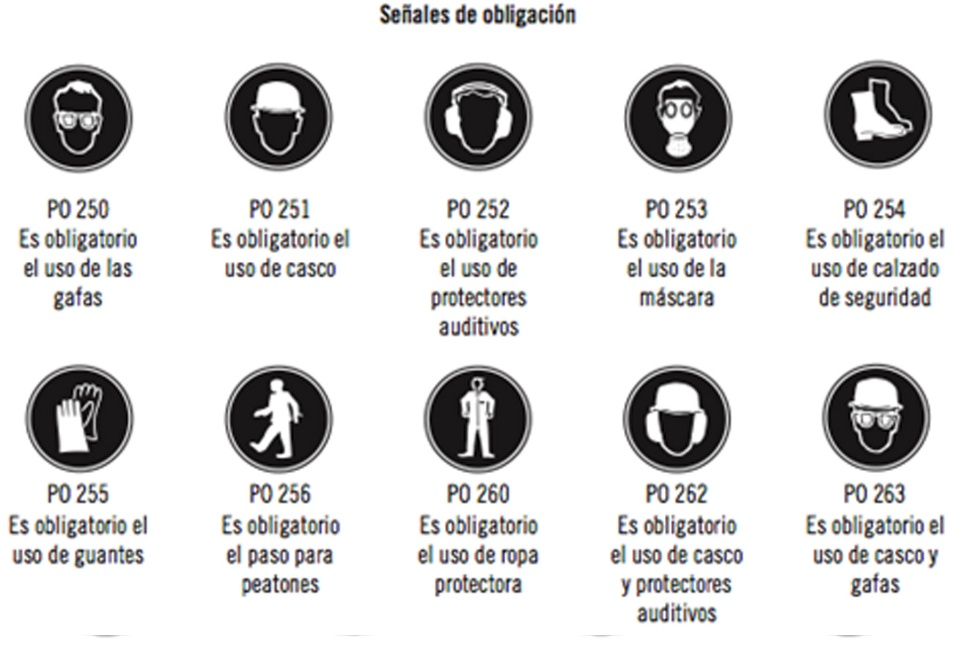 Señales de obligación
PO 250
Es obligatorio
el uso de las
gafas
PO 251
Es obligatorio el
uso de casco
PO 252
Es obligatorio
el uso de
protectores
auditivos
PO 253
Es obligatorio
el uso de la
máscara
PO 254
Es obligatorio el
uso de calzado
de seguridad
PO 255
Es obligatorio el
uso de guantes
PO 256
Es obligatorio
el paso para
peatones
PO 260
Es obligatorio
el uso de ropa
protectora
PO 262
Es obligatorio
el uso de casco
y protectores
auditivos
PO 263
Es obligatorio el
uso de casco y
gafas